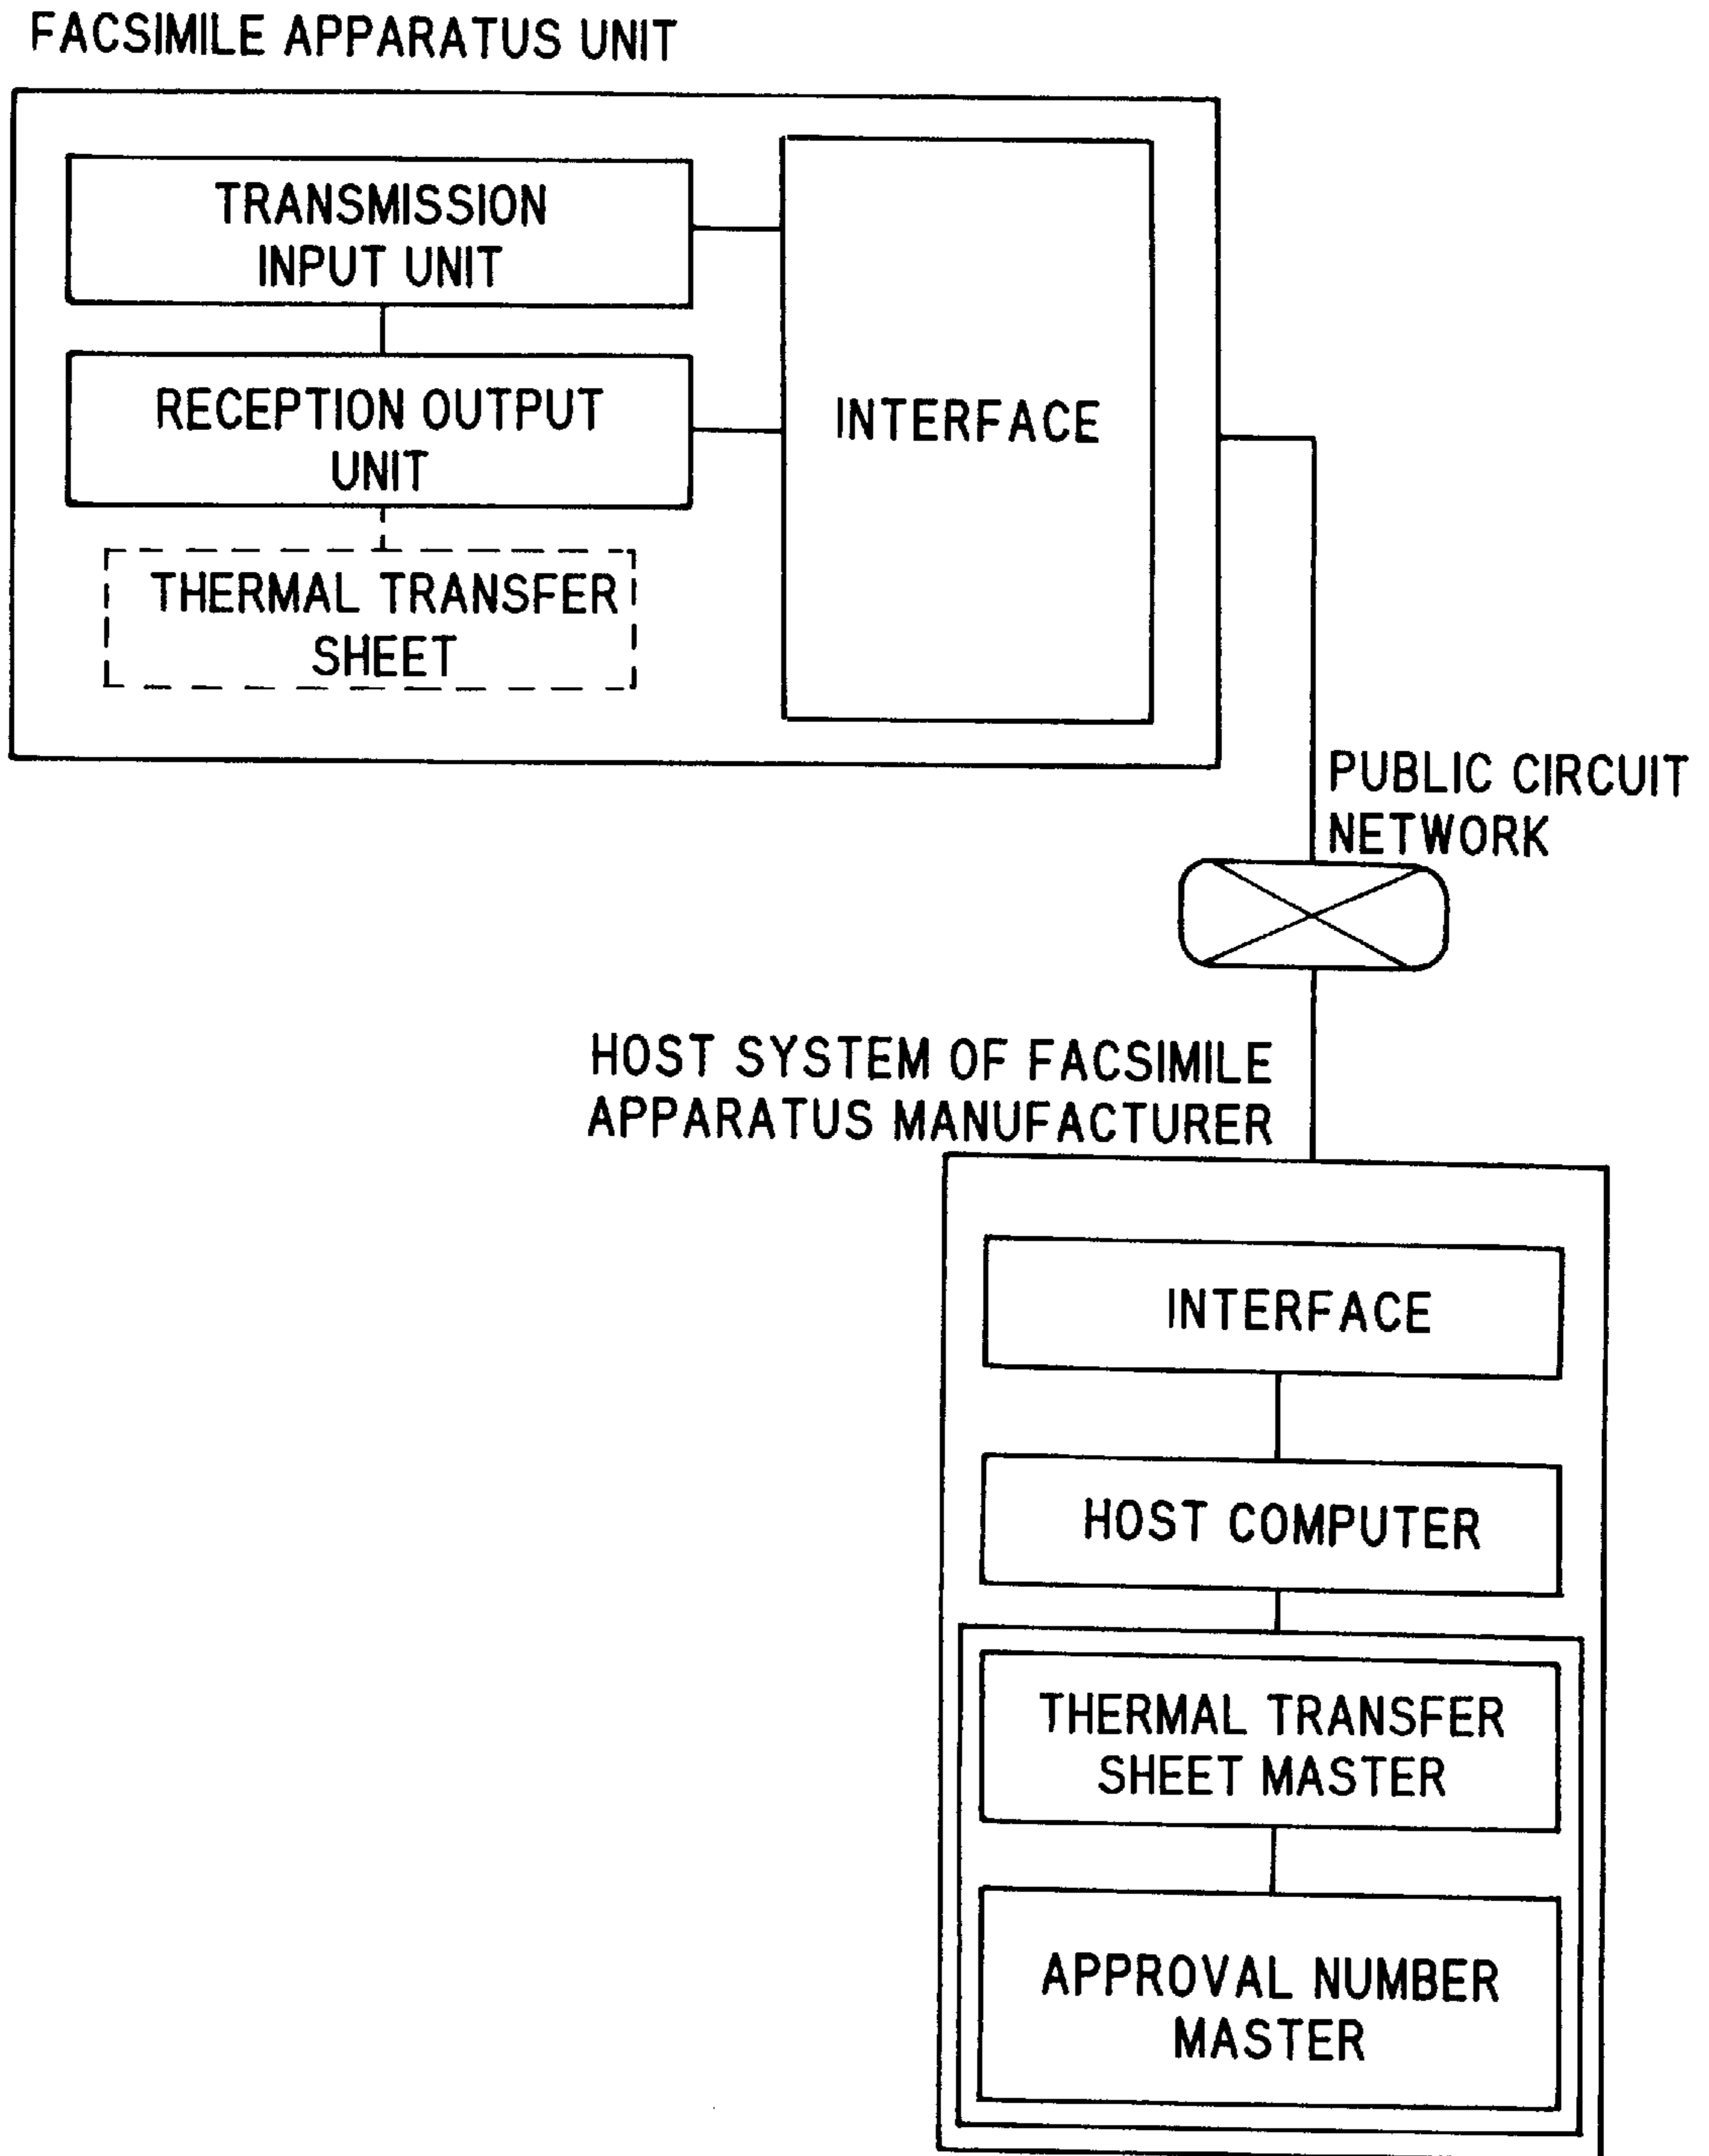 FACSIMILE APPARATUS UNIT
TRANSMISSION
INPUT UNIT
RECEPTION OUTPUT
UNIT
THERMAL TRANSFER
SHEET
INTERFACE
PUBLIC CIRCUIT
NETWORK
HOST SYSTEM OF FACSIMILE
APPARATUS MANUFACTURER
INTERFACE
HOST COMPUTER
THERMAL TRANSFER
SHEET MASTER
APPROVAL NUMBER
MASTER